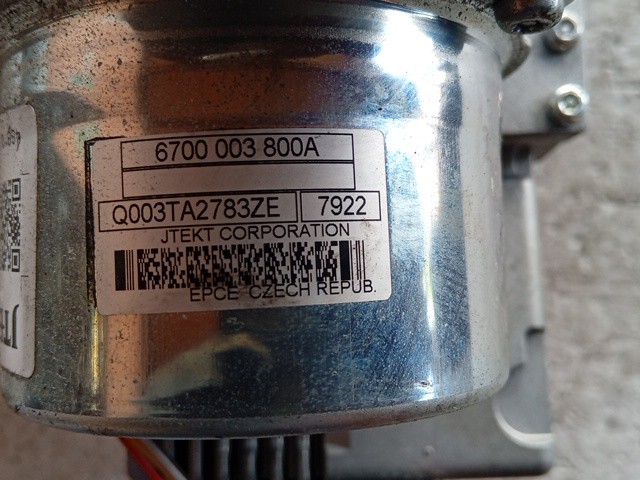 6700 003 800A
Q003TA2783ZE 7922
JTEKT CORPORATION
EPCE CZECH REPUB.